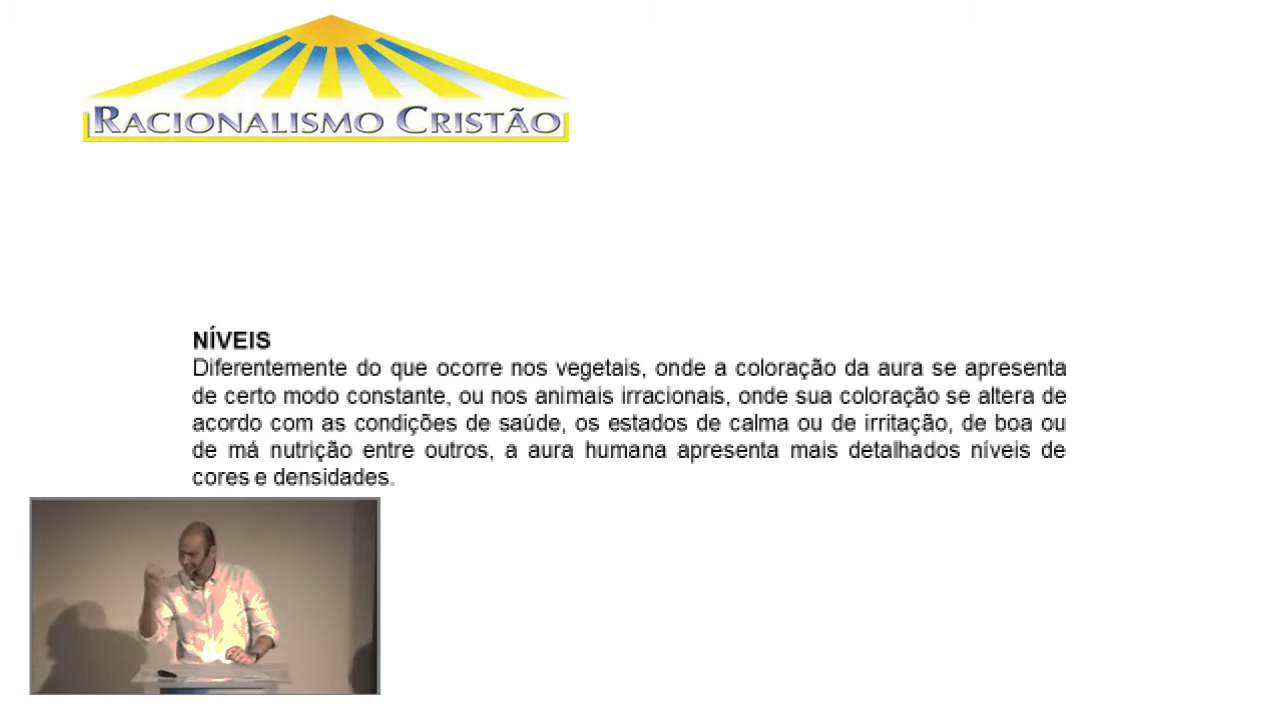 RACIONALISMO CRISTÃO
NÍVEIS
Diferentemente do que ocorre nos vegetais, onde a coloração da aura se apresenta
de certo modo constante, ou nos animais irracionais, onde sua coloração se altera de
acordo com as condições de saúde, os estados de calma ou de irritação, de boa ou
de má nutrição entre outros, a aura humana apresenta mais detalhados níveis de
cores e densidades.